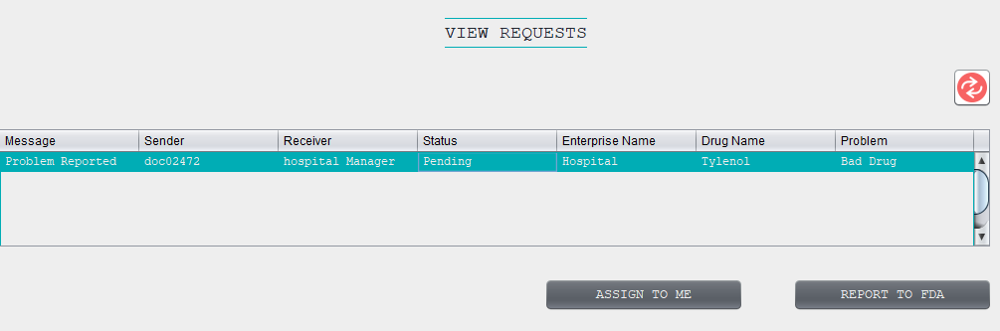 VIEW REQUESTS
Message Sender Receiver Status Enterprise Name Drug Name Problem
Problem Reported doc02472 hospital Manager Pending Hospital Tylenol Bad Drug
ASSIGN TO ME REPORT TO FDA